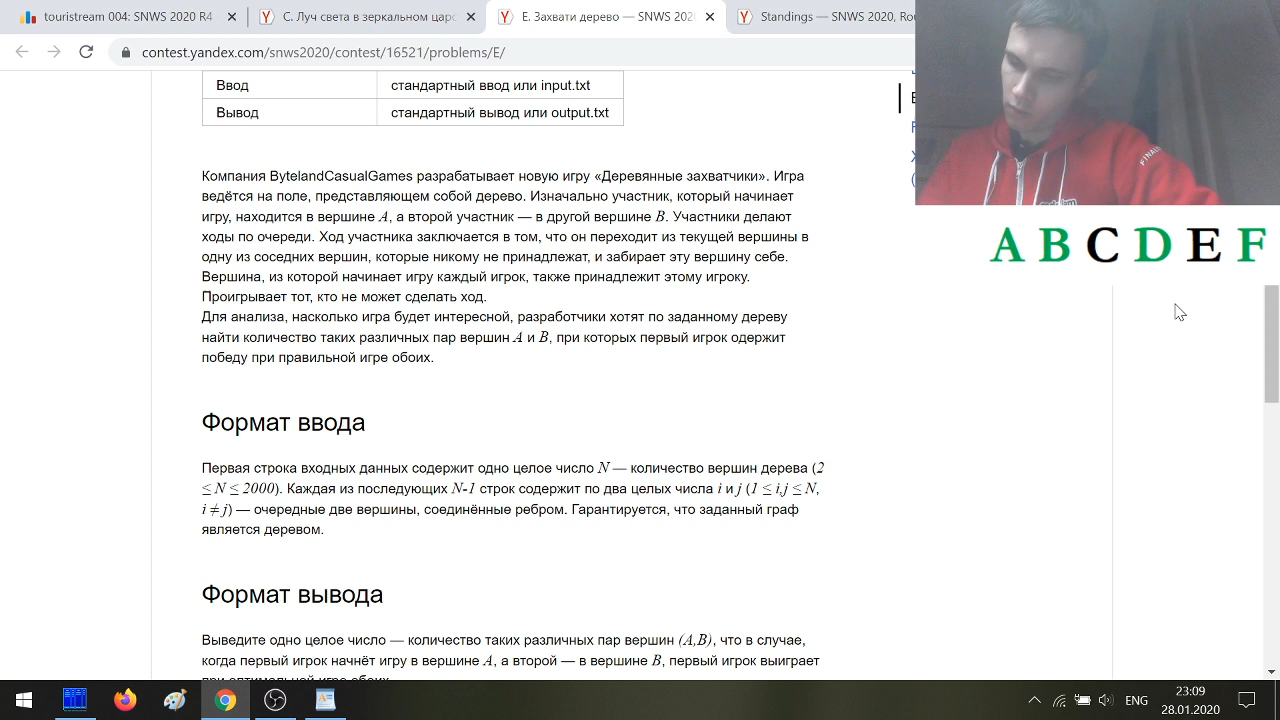 touristream 004: SNWS 2020 R4
С. Луч света в зеркальном царс
E. Захвати дерево — SNWS 202
Standings — SNWS 2020, Rou
contest.yandex.com/snws2020/contest/16521/problems/E/
Ввод стандартный ввод или input.txt
Вывод стандартный вывод или output.txt
Компания BytelandCasualGames разрабатывает новую игру «Деревянные захватчики». Игра
ведётся на поле, представляющем собой дерево. Изначально участник, который начинает
игру, находится в вершине A, а второй участник — в другой вершине B. Участники делают
ходы по очереди. Ход участника заключается в том, что он переходит из текущей вершины в
одну из соседних вершин, которые никому не принадлежат, и забирает эту вершину себе.
Вершина, из которой начинает игру каждый игрок, также принадлежит этому игроку.
Проигрывает тот, кто не может сделать ход.
Для анализа, насколько игра будет интересной, разработчики хотят по заданному дереву
найти количество таких различных пар вершин A и B, при которых первый игрок одержит
победу при правильной игре обоих.
FINALIS
A B C D E F
Формат ввода
Первая строка входных данных содержит одно целое число N — количество вершин дерева (2
≤ N ≤ 2000). Каждая из последующих N-1 строк содержит по два целых числа i и j (1 ≤ i,j ≤ N,
i ≠ j) — очередные две вершины, соединённые ребром. Гарантируется, что заданный граф
является деревом.
Формат вывода
Выведите одно целое число — количество таких различных пар вершин (A,B), что в случае,
когда первый игрок начнёт игру в вершине A, а второй — в вершине B, первый игрок выиграет
при оптимальной игре обоих.
ENG
23:09
28.01.2020